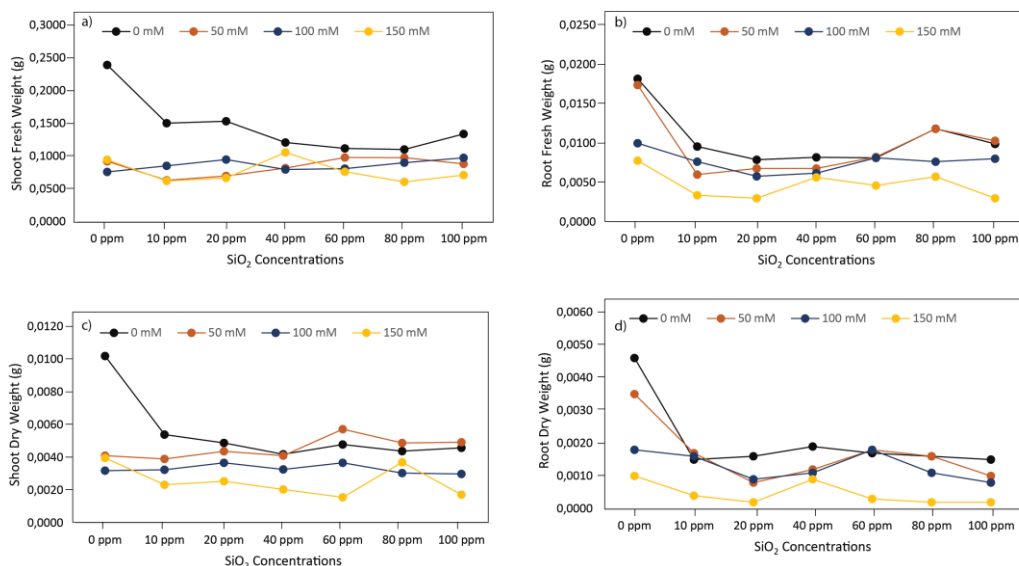 a)
0 mM 50 mM 100 mM 150 mM
0,3000
0,2500
0,2000
0,1500
0,1000
0,0500
0,0000
Shoot Fresh Weight (g)
0 ppm 10 ppm 20 ppm 40 ppm 60 ppm 80 ppm 100 ppm
SiO₂ Concentrations
b)
0 mM 50 mM 100 mM 150 mM
0,0250
0,0200
0,0150
0,0100
0,0050
0,0000
Root Fresh Weight (g)
0 ppm 10 ppm 20 ppm 40 ppm 60 ppm 80 ppm 100 ppm
SiO₂ Concentrations
c)
0 mM 50 mM 100 mM 150 mM
0,0120
0,0100
0,0080
0,0060
0,0040
0,0020
0,0000
Shoot Dry Weight (g)
0 ppm 10 ppm 20 ppm 40 ppm 60 ppm 80 ppm 100 ppm
SiO₂ Concentrations
d)
0 mM 50 mM 100 mM 150 mM
0,0060
0,0050
0,0040
0,0030
0,0020
0,0010
0,0000
Root Dry Weight (g)
0 ppm 10 ppm 20 ppm 40 ppm 60 ppm 80 ppm 100 ppm
SiO₂ Concentrations